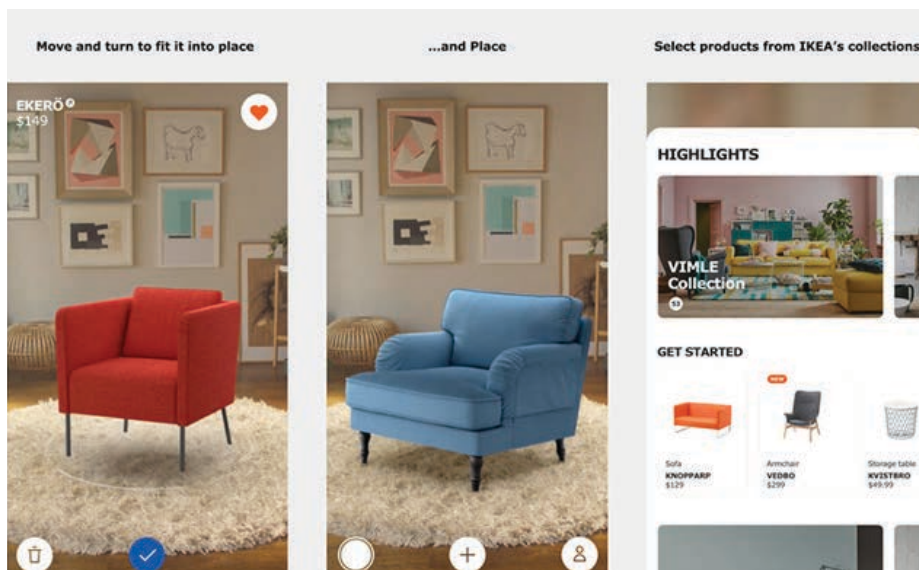 Move and turn to fit it into place
...and Place
Select products from IKEA's collections
EKERÖ
$149
HIGHLIGHTS
VIMLE
Collection
53
GET STARTED
NEW
Sofa
KNOPPARP
$129
Armchair
VEDBO
$299
Storage table
KVISTBRO
$49.99